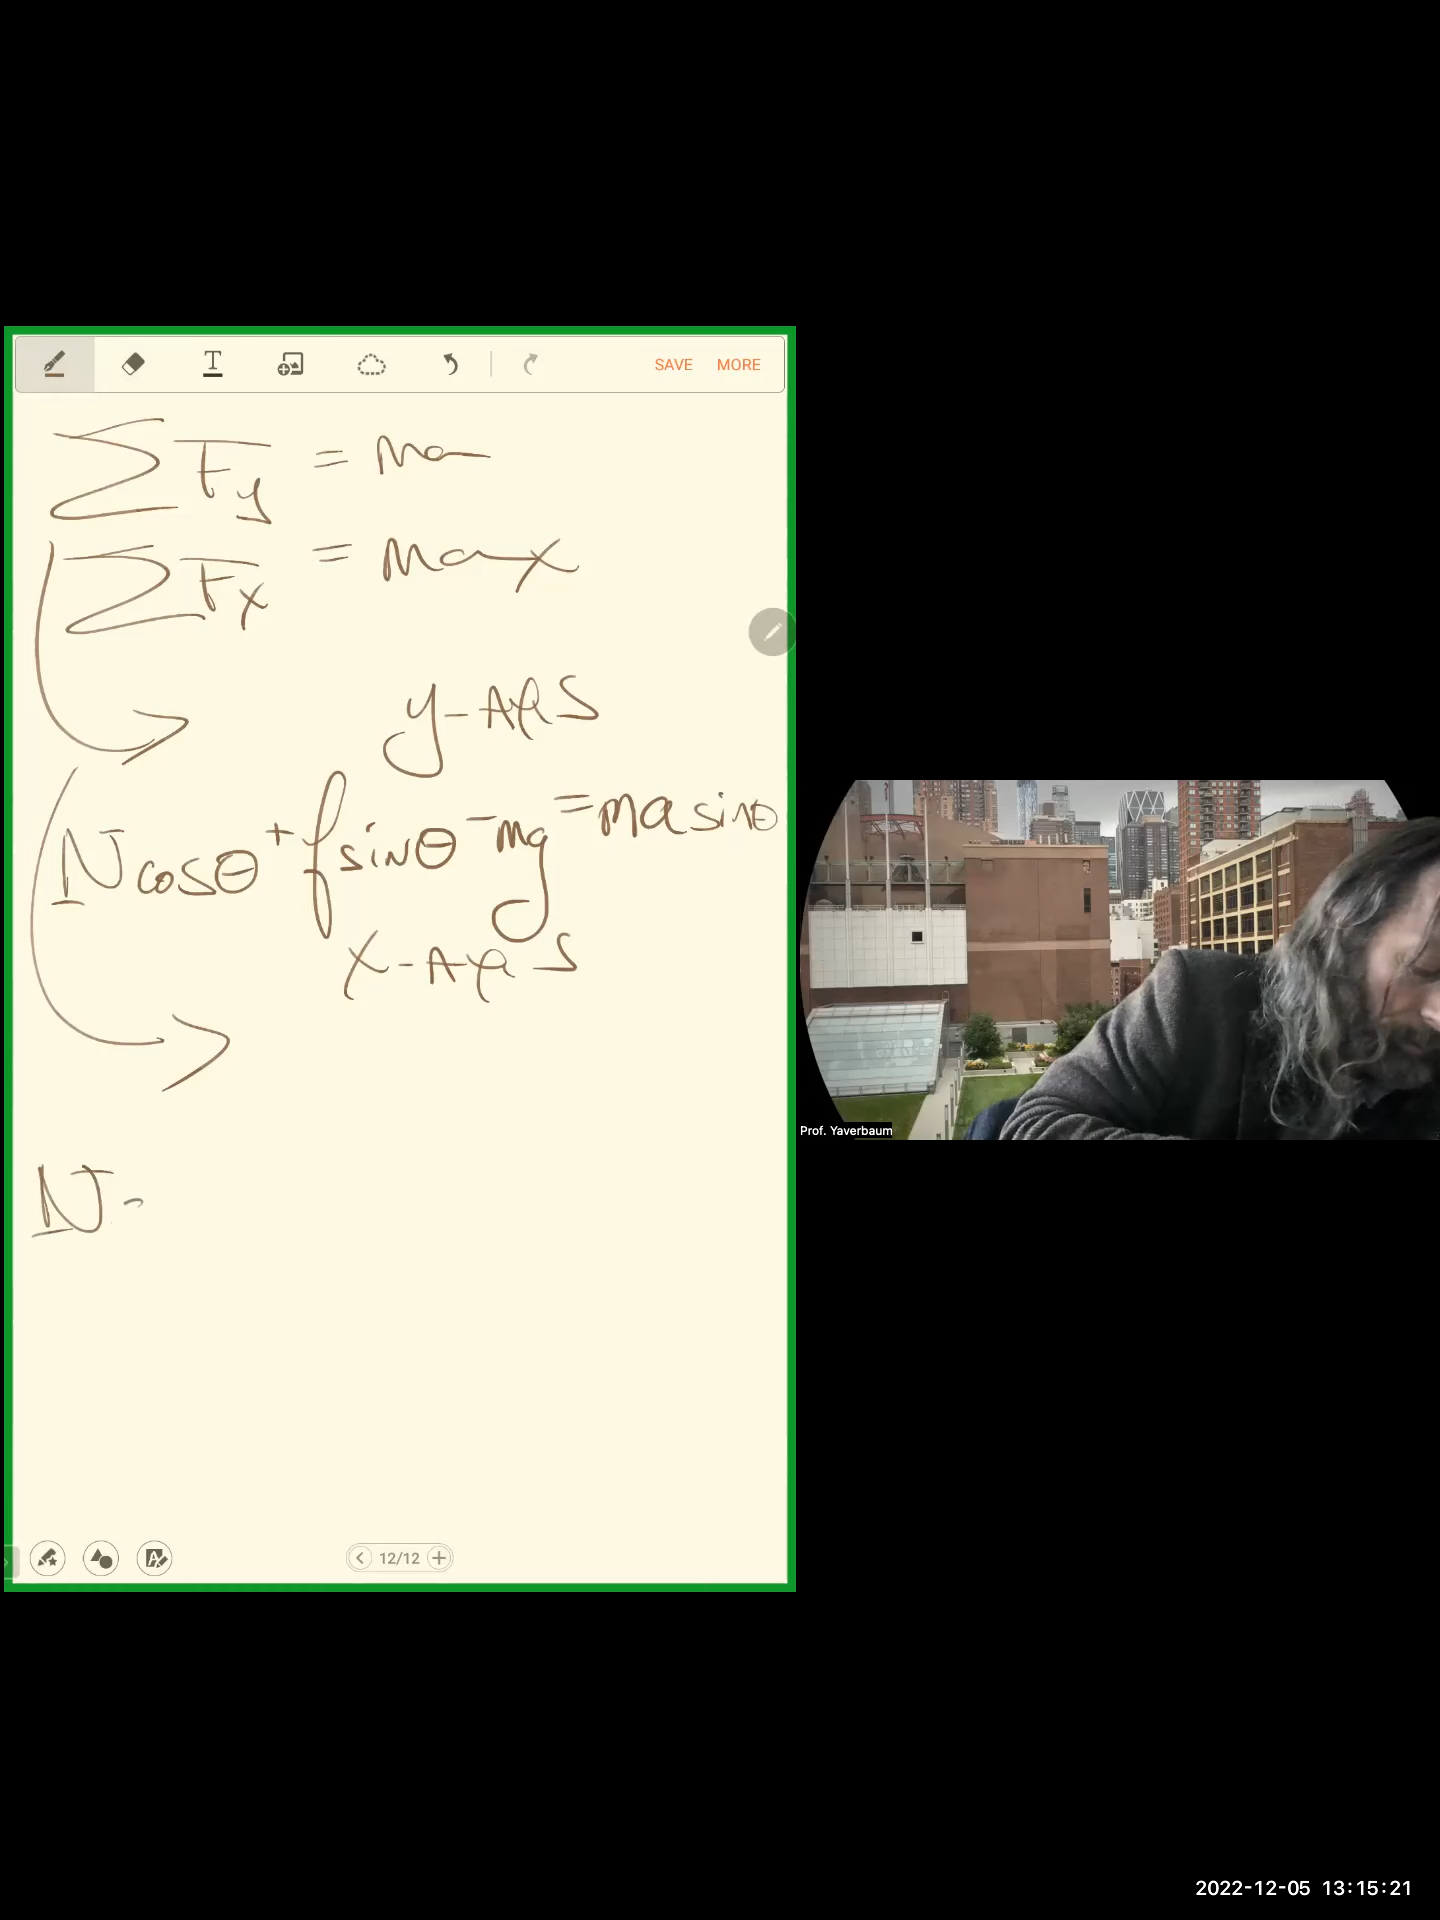 T SAVE MORE
ΣFy = ma
ΣFx = max
y-Axis
Ncosθ + fsinθ - mg = masinθ
x-Axis
N -
A
12/12
Prof. Yaverbaum
2022-12-05 13:15:21